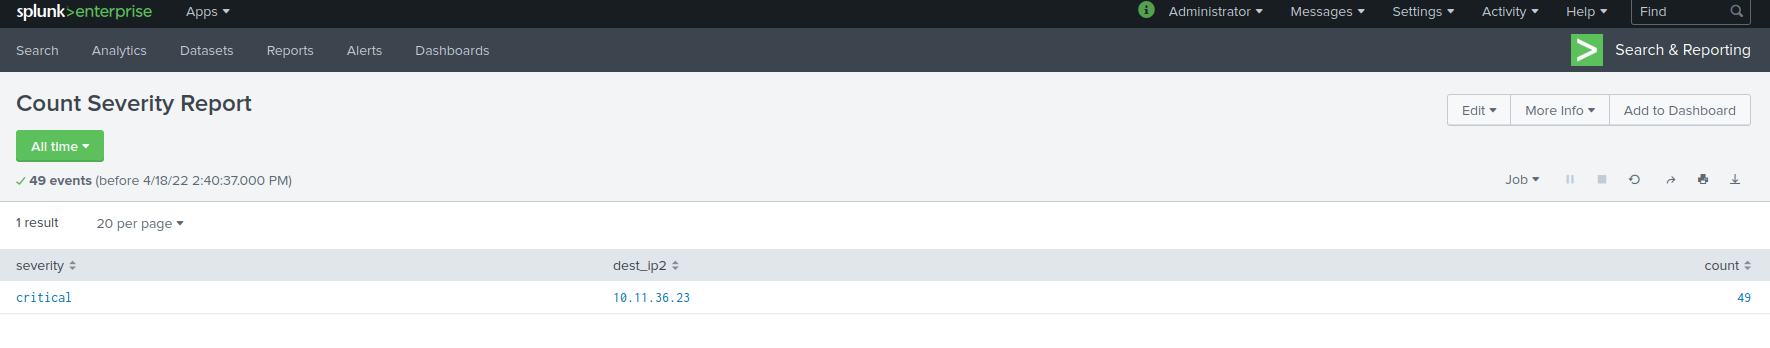 splunk>enterprise Apps Administrator Messages Settings Activity Help Find
Search Analytics Datasets Reports Alerts Dashboards Search & Reporting
Count Severity Report
Edit More Info Add to Dashboard
All time
49 events (before 4/18/22 2:40:37.000 PM) Job
1 result 20 per page
severity dest_ip2 count
critical 10.11.36.23 49